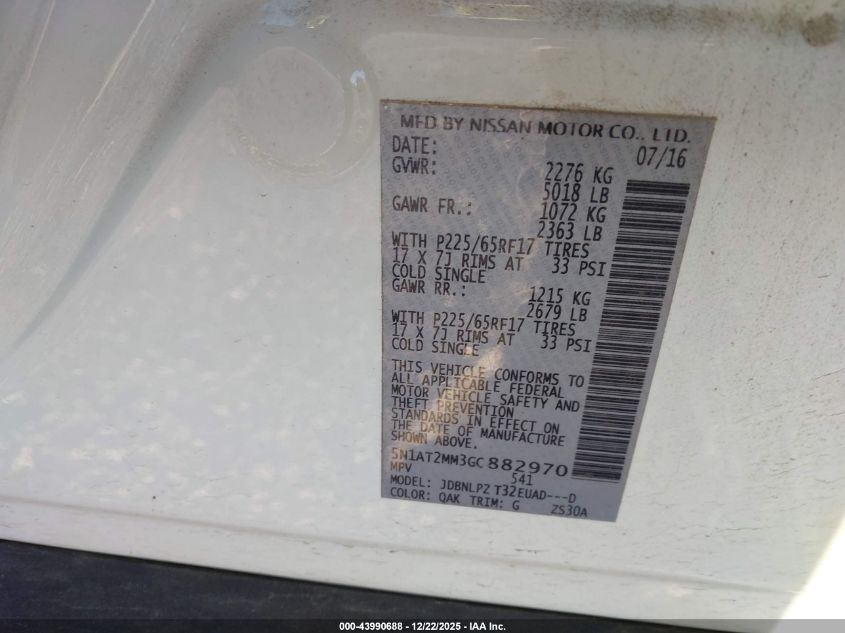 MFD BY NISSAN MOTOR CO., LTD.
DATE: 07/16
GVWR: 2276 KG
5018 LB
GAWR FR.: 1072 KG
2363 LB
WITH P225/65RF17 TIRES
17 X 7J RIMS AT 33 PSI
COLD SINGLE
GAWR RR.: 1215 KG
2679 LB
WITH P225/65RF17 TIRES
17 X 7J RIMS AT 33 PSI
COLD SINGLE
THIS VEHICLE CONFORMS TO
ALL APPLICABLE FEDERAL
MOTOR VEHICLE SAFETY AND
THEFT PREVENTION
STANDARDS IN EFFECT ON
THE DATE OF MANUFACTURE
SHOWN ABOVE.
5N1AT2MM3GC882970
MPV 541
MODEL: JDBNLPZ T32EUAD---D
COLOR: QAK TRIM: G ZS30A
000-43990688 - 12/22/2025 - IAA Inc.